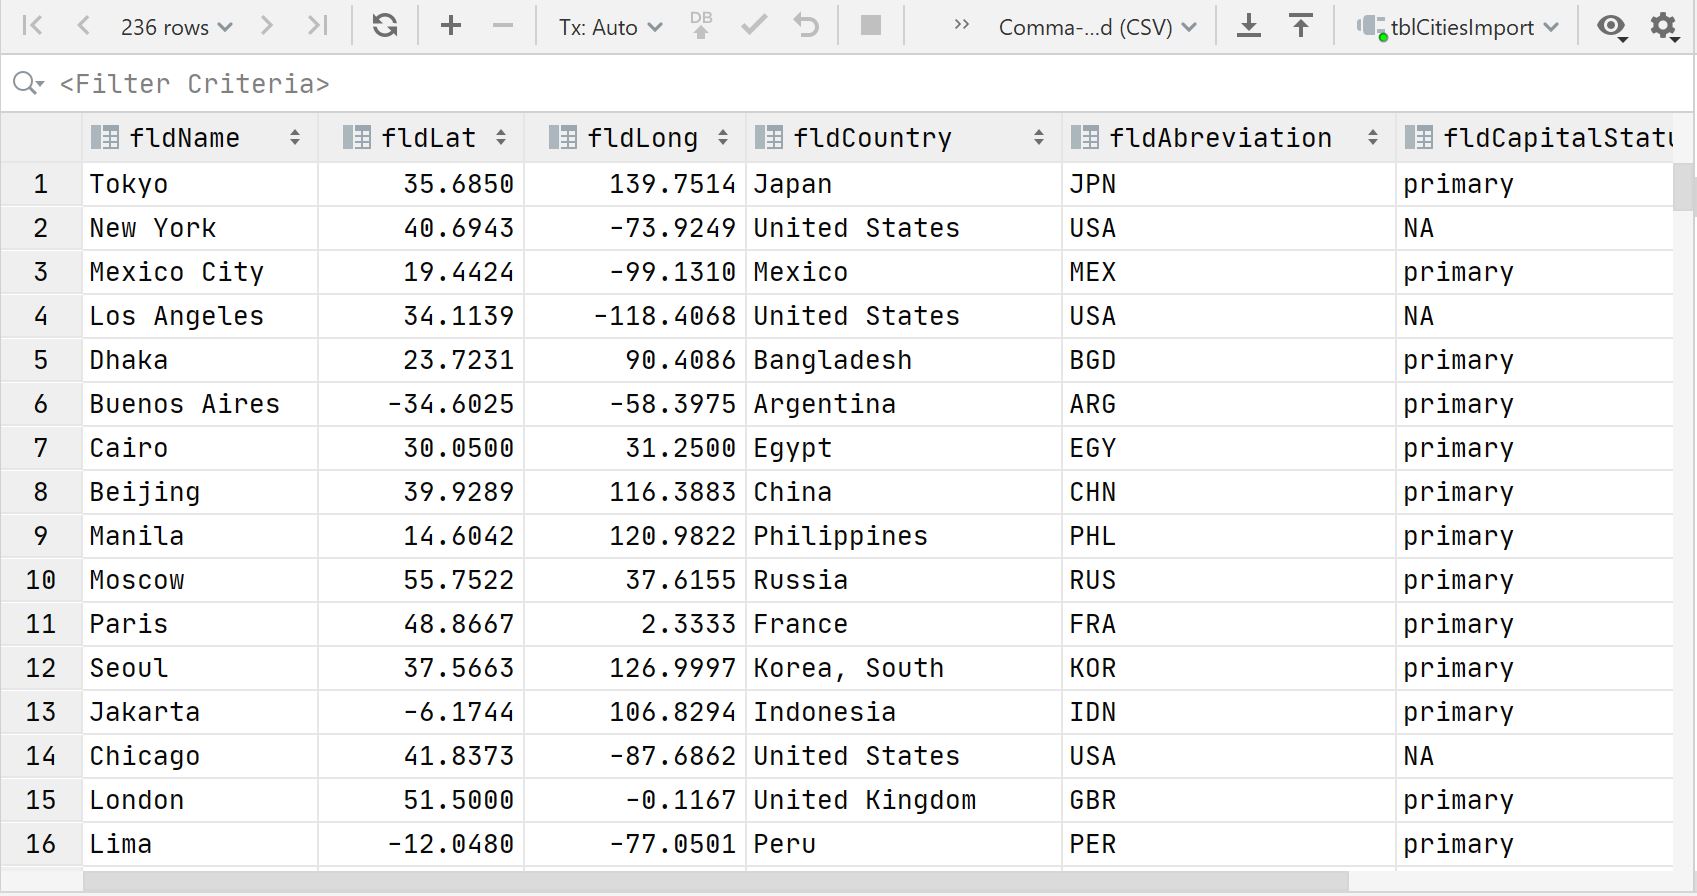 236 rows Tx: Auto DB Comma-...d (CSV) tblCitiesImport
<Filter Criteria>
fldName fldLat fldLong fldCountry fldAbreviation fldCapitalStatu
1 Tokyo 35.6850 139.7514 Japan JPN primary
2 New York 40.6943 -73.9249 United States USA NA
3 Mexico City 19.4424 -99.1310 Mexico MEX primary
4 Los Angeles 34.1139 -118.4068 United States USA NA
5 Dhaka 23.7231 90.4086 Bangladesh BGD primary
6 Buenos Aires -34.6025 -58.3975 Argentina ARG primary
7 Cairo 30.0500 31.2500 Egypt EGY primary
8 Beijing 39.9289 116.3883 China CHN primary
9 Manila 14.6042 120.9822 Philippines PHL primary
10 Moscow 55.7522 37.6155 Russia RUS primary
11 Paris 48.8667 2.3333 France FRA primary
12 Seoul 37.5663 126.9997 Korea, South KOR primary
13 Jakarta -6.1744 106.8294 Indonesia IDN primary
14 Chicago 41.8373 -87.6862 United States USA NA
15 London 51.5000 -0.1167 United Kingdom GBR primary
16 Lima -12.0480 -77.0501 Peru PER primary